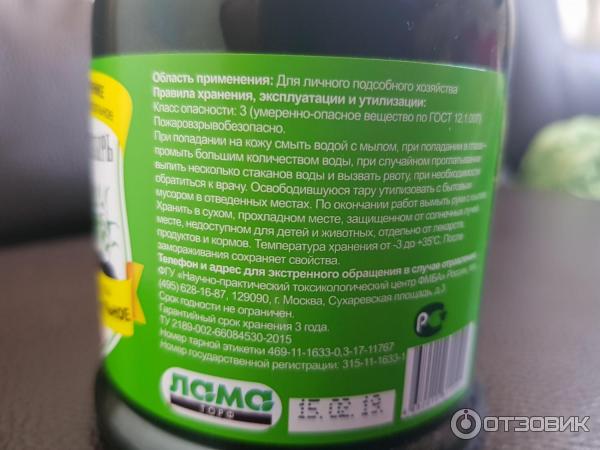 Область применения: Для личного подсобного хозяйства
Правила хранения, эксплуатации и утилизации:
Класс опасности: 3 (умеренно-опасное вещество по ГОСТ 12.1.007)
Пожаровзрывобезопасно.
При попадании на кожу смыть водой с мылом, при попадании в глаза
промыть большим количеством воды, при случайном проглатывании
выпить несколько стаканов воды и вызвать рвоту, при необходимости
обратиться к врачу. Освободившуюся тару утилизовать с бытовым
мусором в отведенных местах. По окончании работ вымыть руки с мылом.
Хранить в сухом, прохладном месте, защищенном от солнечных лучей
месте, недоступном для детей и животных, отдельно от лекарств,
продуктов и кормов. Температура хранения от -3 до +35°С. После
замораживания сохраняет свойства.
Телефон и адрес для экстренного обращения в случае отравления:
ФГУ «Научно-практический токсикологический центр ФМБА» России, тел.
(495) 628-16-87, 129090, г. Москва, Сухаревская площадь, д.3
Срок годности не ограничен.
Гарантийный срок хранения 3 года.
ТУ 2189-002-66084530-2015
Номер тарной этикетки 469-11-1633-0,3-17-11767
Номер государственной регистрации: 315-11-1633-1
ЛАМА
ТОРФ
15. 02. 19.
РСТ
НОЕ
ОТЗОВИК